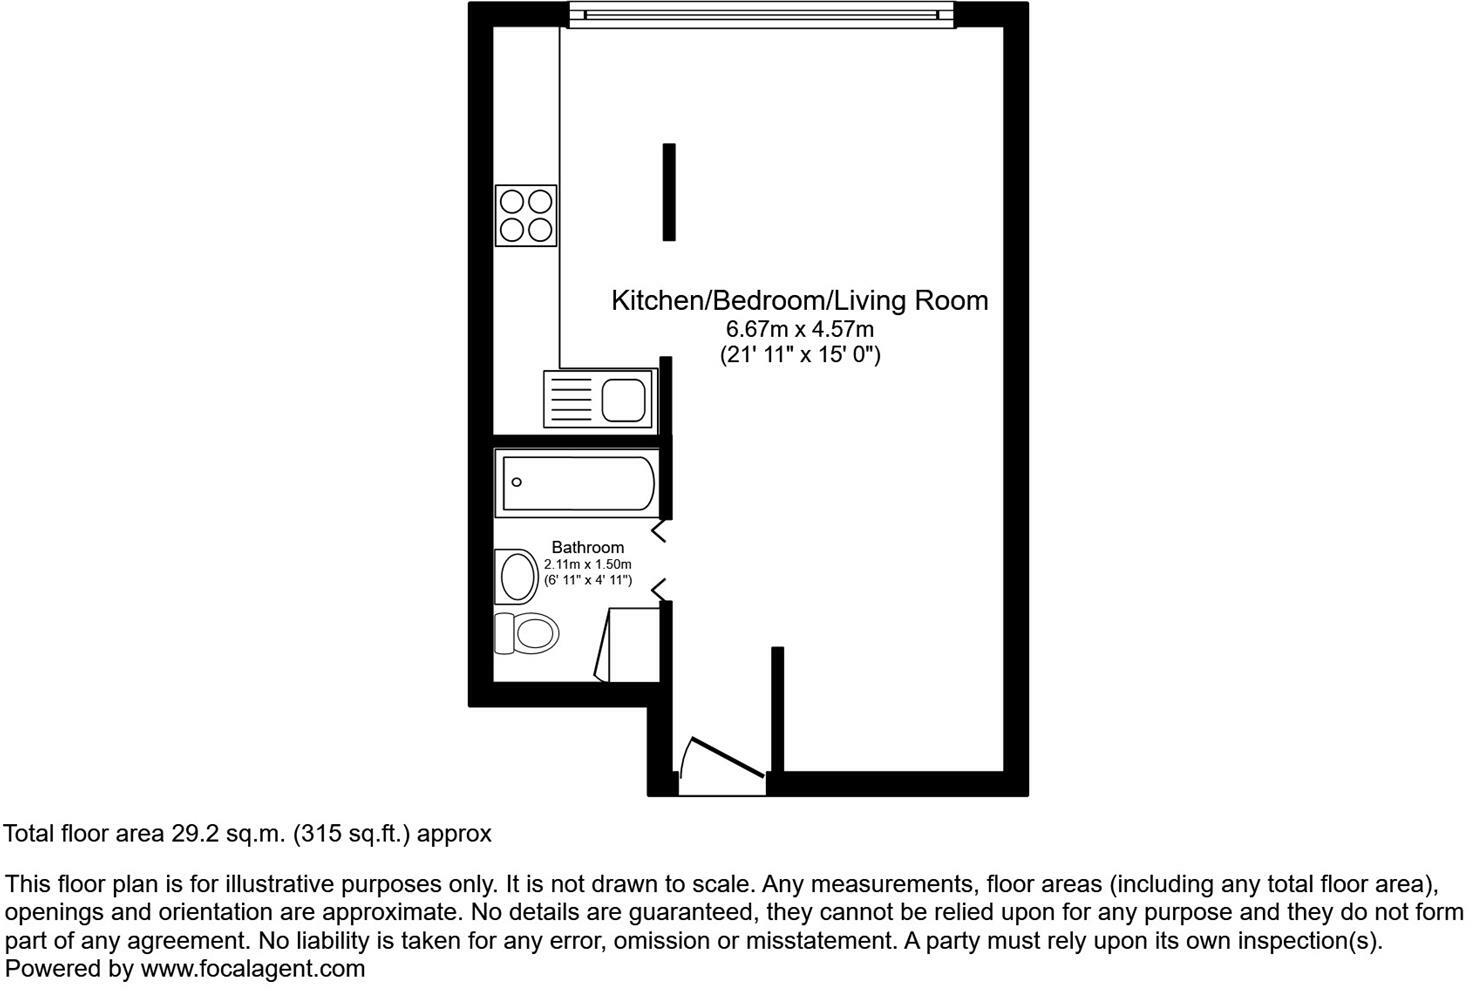 Kitchen/Bedroom/Living Room
6.67m x 4.57m
(21' 11" x 15' 0")
Bathroom
2.11m x 1.50m
(6' 11" x 4' 11")
Total floor area 29.2 sq.m. (315 sq.ft.) approx
This floor plan is for illustrative purposes only. It is not drawn to scale. Any measurements, floor areas (including any total floor area),
openings and orientation are approximate. No details are guaranteed, they cannot be relied upon for any purpose and they do not form
part of any agreement. No liability is taken for any error, omission or misstatement. A party must rely upon its own inspection(s).
Powered by www.focalagent.com